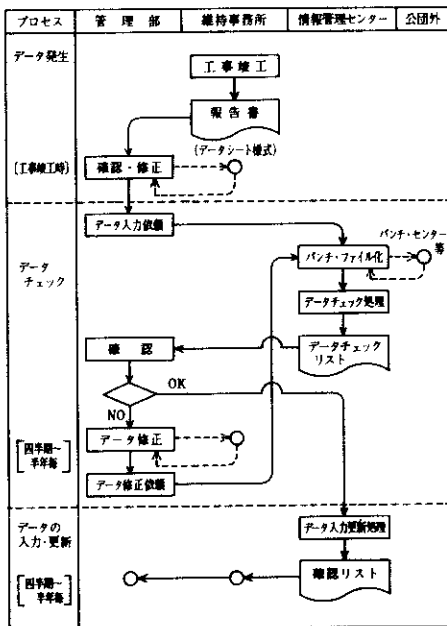 プロセス 管理部 維持事務所 情報管理センター 公団外
データ発生
工事竣工
報告書
(データシート様式)
[工事竣工時]
確認・修正
データ入力依頼
パンチ・センター
等
データ
チェック
パンチ・ファイル化
データチェック処理
確認
データチェック
リスト
OK
NO
データ修正
[四半期〜
半年毎]
データ修正依頼
データの
入力・更新
データ入力更新処理
[四半期〜
半年毎]
確認リスト